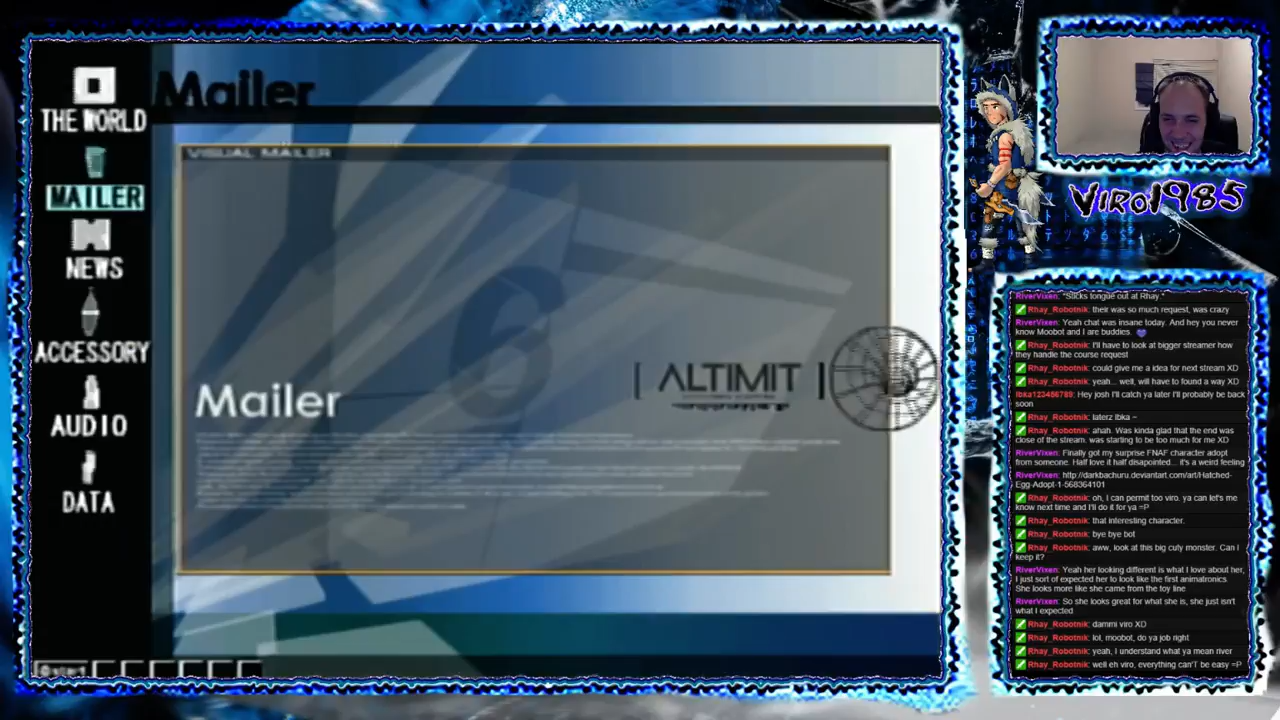 THE WORLD
MAILER
NEWS
ACCESSORY
AUDIO
DATA
Mailer
VISUAL MAILER
Mailer
[ ALTIMIT ]
start
VIRO1985
RiverVixen: *Sticks tongue out at Rhay.*
Rhay_Robotnik: their was so much request, was crazy
RiverVixen: Yeah chat was insane today. And hey you never
know Moobot and I are buddies.
Rhay_Robotnik: I'll have to look at bigger streamer how
they handle the course request
Rhay_Robotnik: could give me a idea for next stream XD
Rhay_Robotnik: yeah... well, will have to found a way XD
lbka123486789: Hey josh I'll catch ya later I'll probably be back
soon
Rhay_Robotnik: laterz lbka ~
Rhay_Robotnik: ahah. Was kinda glad that the end was
close of the stream. was starting to be too much for me XD
RiverVixen: Finally got my surprise FNAF character adopt
from someone. Half love it half disapointed... it's a weird feeling
RiverVixen: http://darkbachuru.deviantart.com/art/Hatched-
Egg-Adopt-1-568364101
Rhay_Robotnik: oh, I can permit too viro. ya can let's me
know next time and I'll do it for ya =P
Rhay_Robotnik: that interesting character.
Rhay_Robotnik: bye bye bot
Rhay_Robotnik: aww, look at this big cuty monster. Can I
keep it?
RiverVixen: Yeah her looking different is what I love about her,
I just sort of expected her to look like the first animatronics.
She looks more like she came from the toy line
RiverVixen: So she looks great for what she is, she just isn't
what I expected
Rhay_Robotnik: dammi viro XD
Rhay_Robotnik: lol, moobot, do ya job right
Rhay_Robotnik: yeah, I understand what ya mean river
Rhay_Robotnik: well eh viro, everything can'T be easy =P